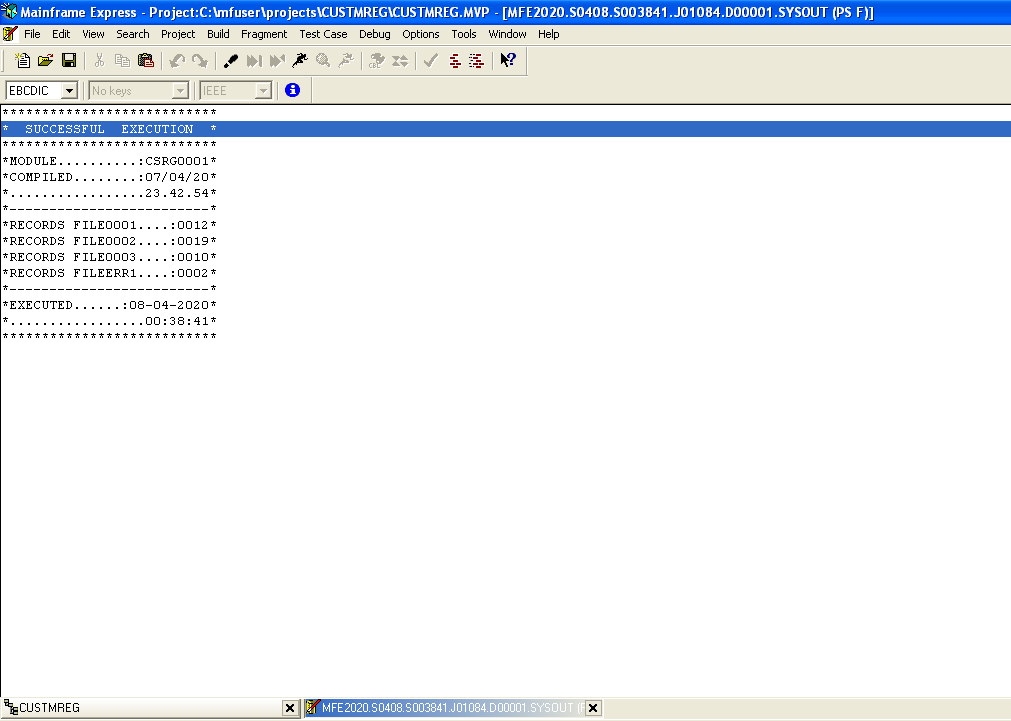 Mainframe Express - Project:C:\mfuser\projects\CUSTMREG\CUSTMREG.MVP - [MFE2020.S0408.S003841.J01084.D00001.SYSOUT (PS F)]
File Edit View Search Project Build Fragment Test Case Debug Options Tools Window Help
EBCDIC No keys IEEE
***************************
* SUCCESSFUL EXECUTION *
***************************
*MODULE..........:CSRG0001*
*COMPILED........:07/04/20*
*.................23.42.54*
*-------------------------*
*RECORDS FILE0001....:0012*
*RECORDS FILE0002....:0019*
*RECORDS FILE0003....:0010*
*RECORDS FILEERR1....:0002*
*-------------------------*
*EXECUTED......:08-04-2020*
*.................00:38:41*
***************************
CUSTMREG MFE2020.S0408.S003841.J01084.D00001.SYSOUT (